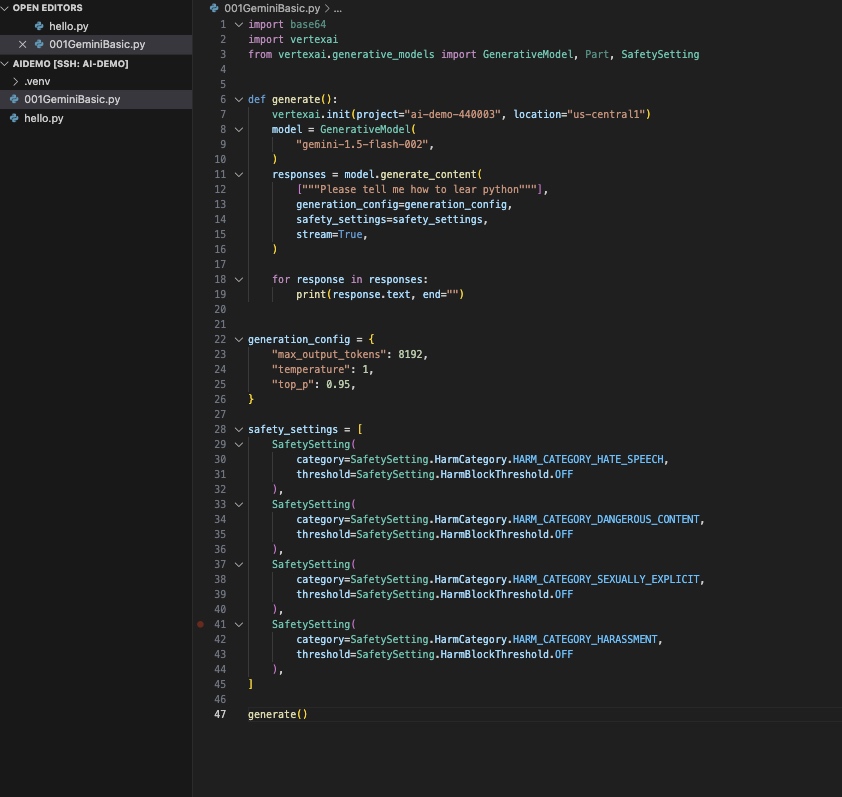 OPEN EDITORS
hello.py
001GeminiBasic.py
AIDEMO [SSH: AI-DEMO]
.venv
001GeminiBasic.py
hello.py
001GeminiBasic.py > ...
1 import base64
2 import vertexai
3 from vertexai.generative_models import GenerativeModel, Part, SafetySetting
4
5
6 def generate():
7     vertexai.init(project="ai-demo-440003", location="us-central1")
8     model = GenerativeModel(
9         "gemini-1.5-flash-002",
10     )
11     responses = model.generate_content(
12         ["""Please tell me how to lear python"""],
13         generation_config=generation_config,
14         safety_settings=safety_settings,
15         stream=True,
16     )
17
18     for response in responses:
19         print(response.text, end="")
20
21
22 generation_config = {
23     "max_output_tokens": 8192,
24     "temperature": 1,
25     "top_p": 0.95,
26 }
27
28 safety_settings = [
29     SafetySetting(
30         category=SafetySetting.HarmCategory.HARM_CATEGORY_HATE_SPEECH,
31         threshold=SafetySetting.HarmBlockThreshold.OFF
32     ),
33     SafetySetting(
34         category=SafetySetting.HarmCategory.HARM_CATEGORY_DANGEROUS_CONTENT,
35         threshold=SafetySetting.HarmBlockThreshold.OFF
36     ),
37     SafetySetting(
38         category=SafetySetting.HarmCategory.HARM_CATEGORY_SEXUALLY_EXPLICIT,
39         threshold=SafetySetting.HarmBlockThreshold.OFF
40     ),
41     SafetySetting(
42         category=SafetySetting.HarmCategory.HARM_CATEGORY_HARASSMENT,
43         threshold=SafetySetting.HarmBlockThreshold.OFF
44     ),
45 ]
46
47 generate()